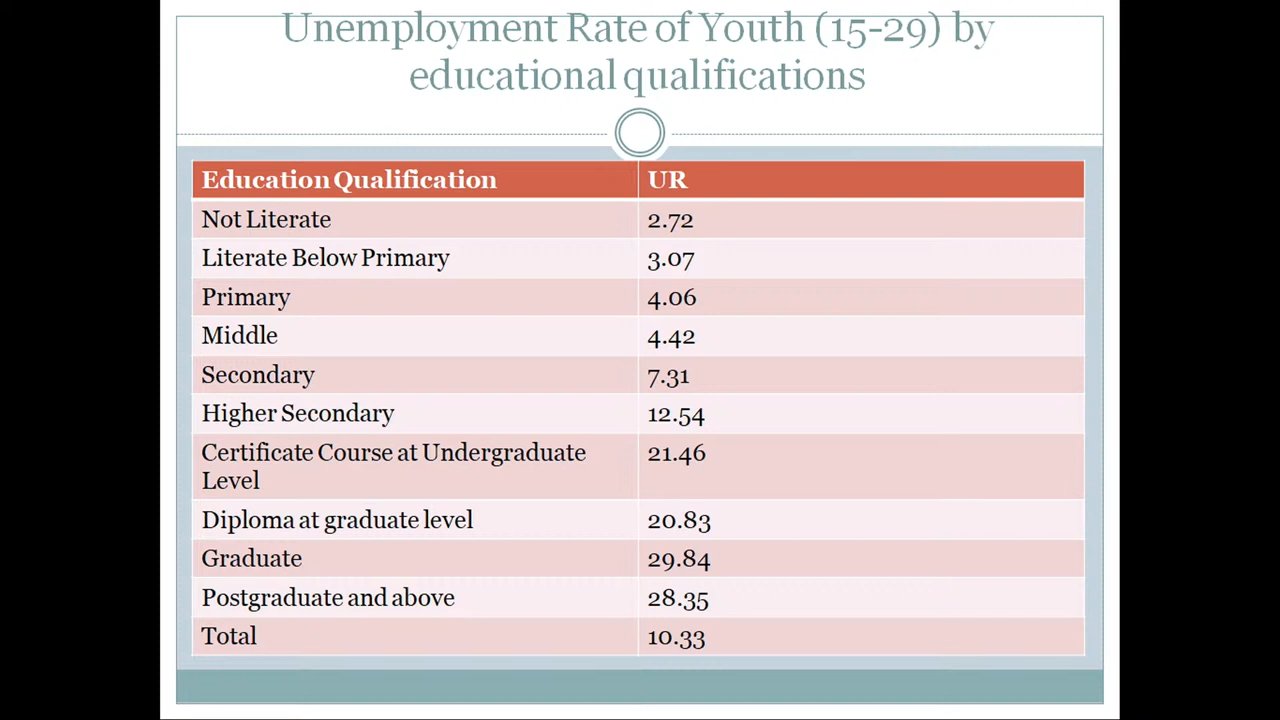 Unemployment Rate of Youth (15-29) by
educational qualifications
Education Qualification UR
Not Literate 2.72
Literate Below Primary 3.07
Primary 4.06
Middle 4.42
Secondary 7.31
Higher Secondary 12.54
Certificate Course at Undergraduate 21.46
Level
Diploma at graduate level 20.83
Graduate 29.84
Postgraduate and above 28.35
Total 10.33